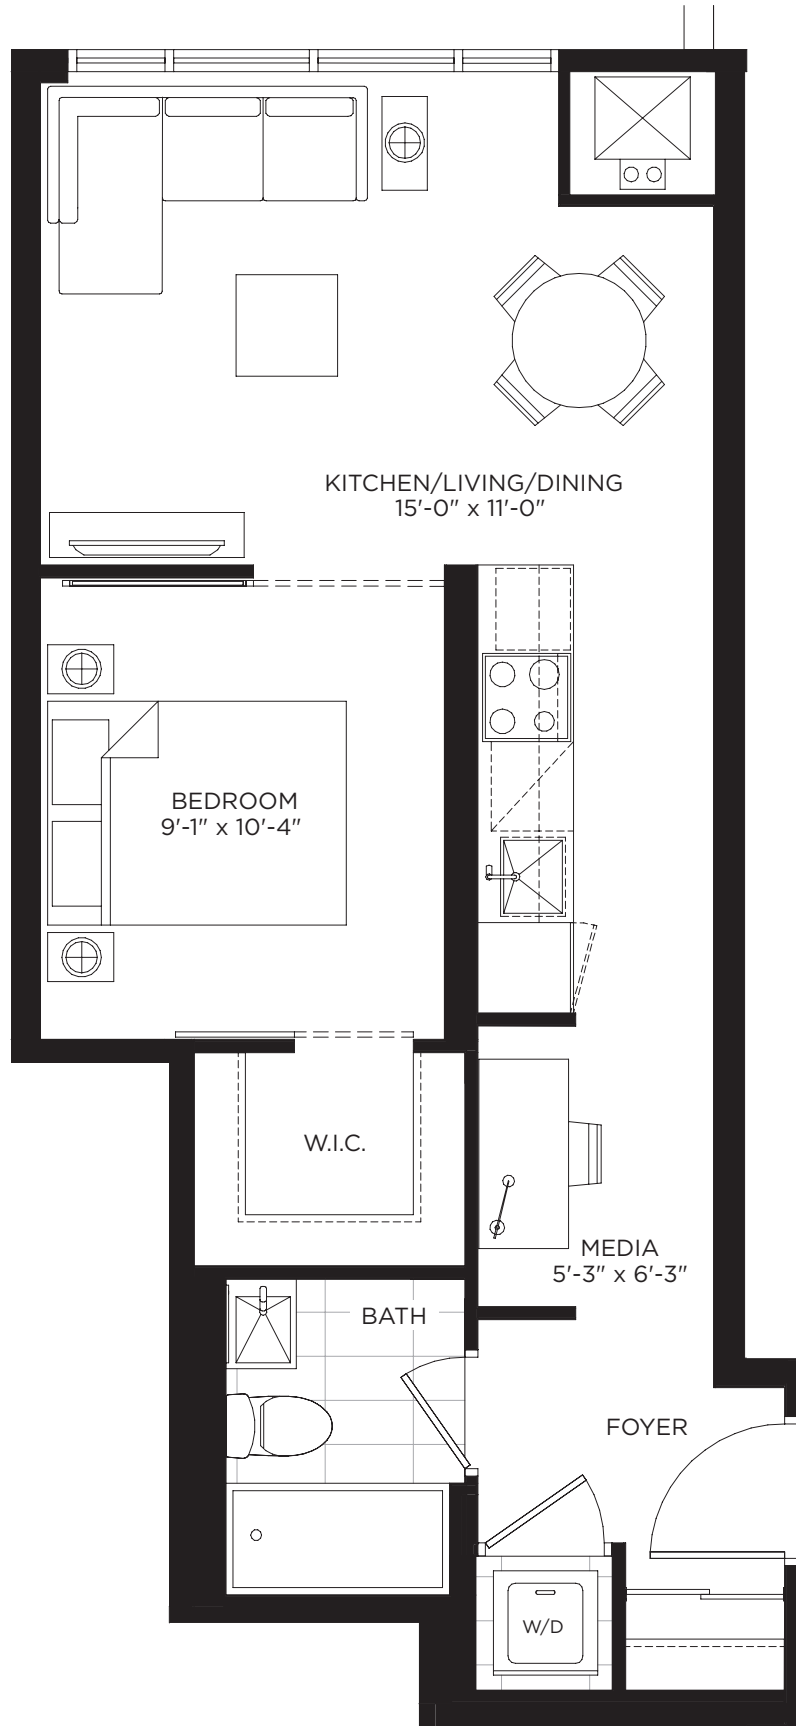 KITCHEN/LIVING/DINING
15'-0" x 11'-0"
BEDROOM
9'-1" x 10'-4"
W.I.C.
MEDIA
5'-3" x 6'-3"
BATH
FOYER
W/D